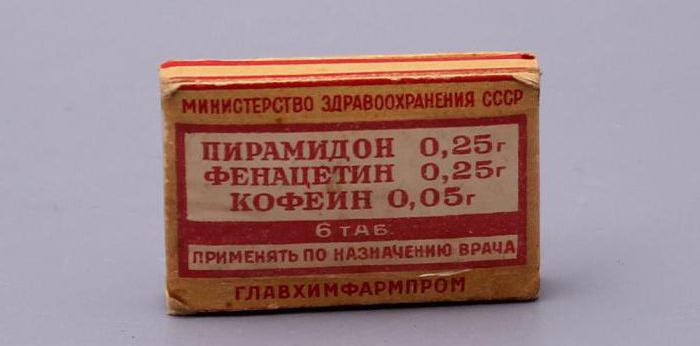 МИНИСТЕРСТВО ЗДРАВООХРАНЕНИЯ СССР
ПИРАМИДОН 0,25г
ФЕНАЦЕТИН 0,25г
КОФЕИН 0,05г
6 ТАБ.
ПРИМЕНЯТЬ ПО НАЗНАЧЕНИЮ ВРАЧА
ГЛАВХИМФАРМПРОМ